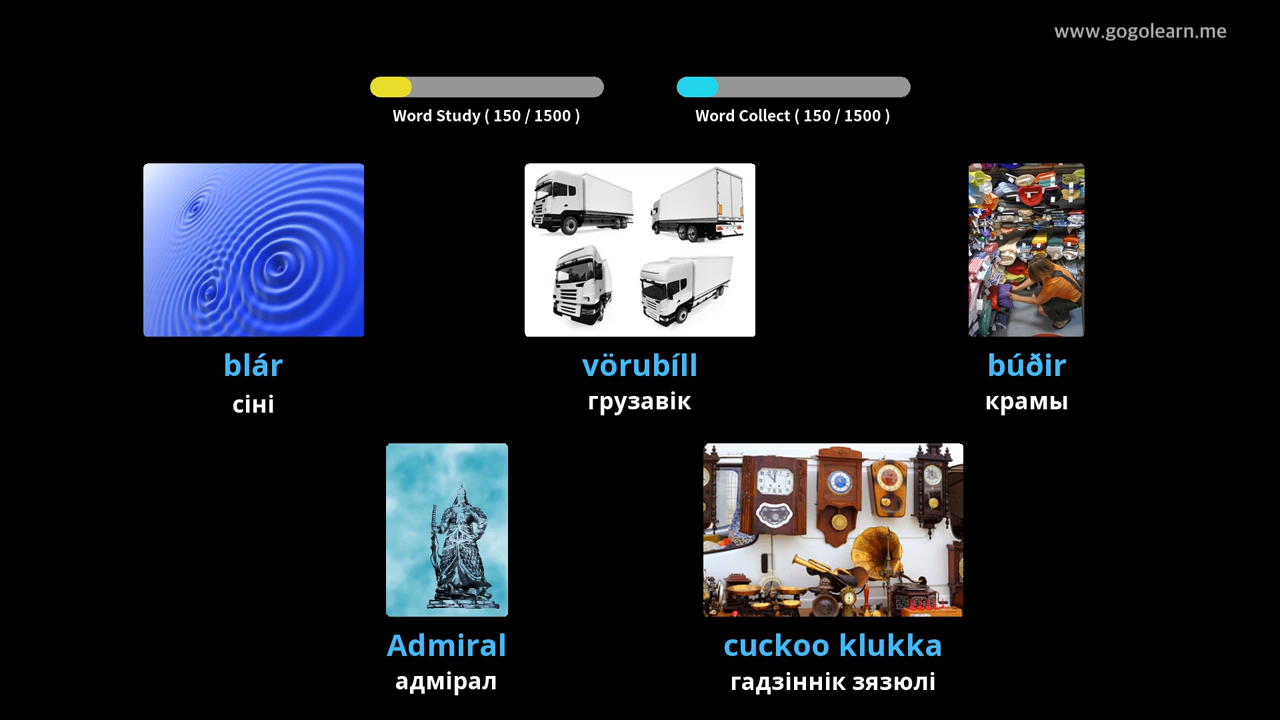 www.gogolearn.me
Word Study ( 150 / 1500 )
Word Collect ( 150 / 1500 )
blár
сіні
vörubíll
грузавік
búðir
крамы
Admiral
адмірал
cuckoo klukka
гадзіннік зязюлі